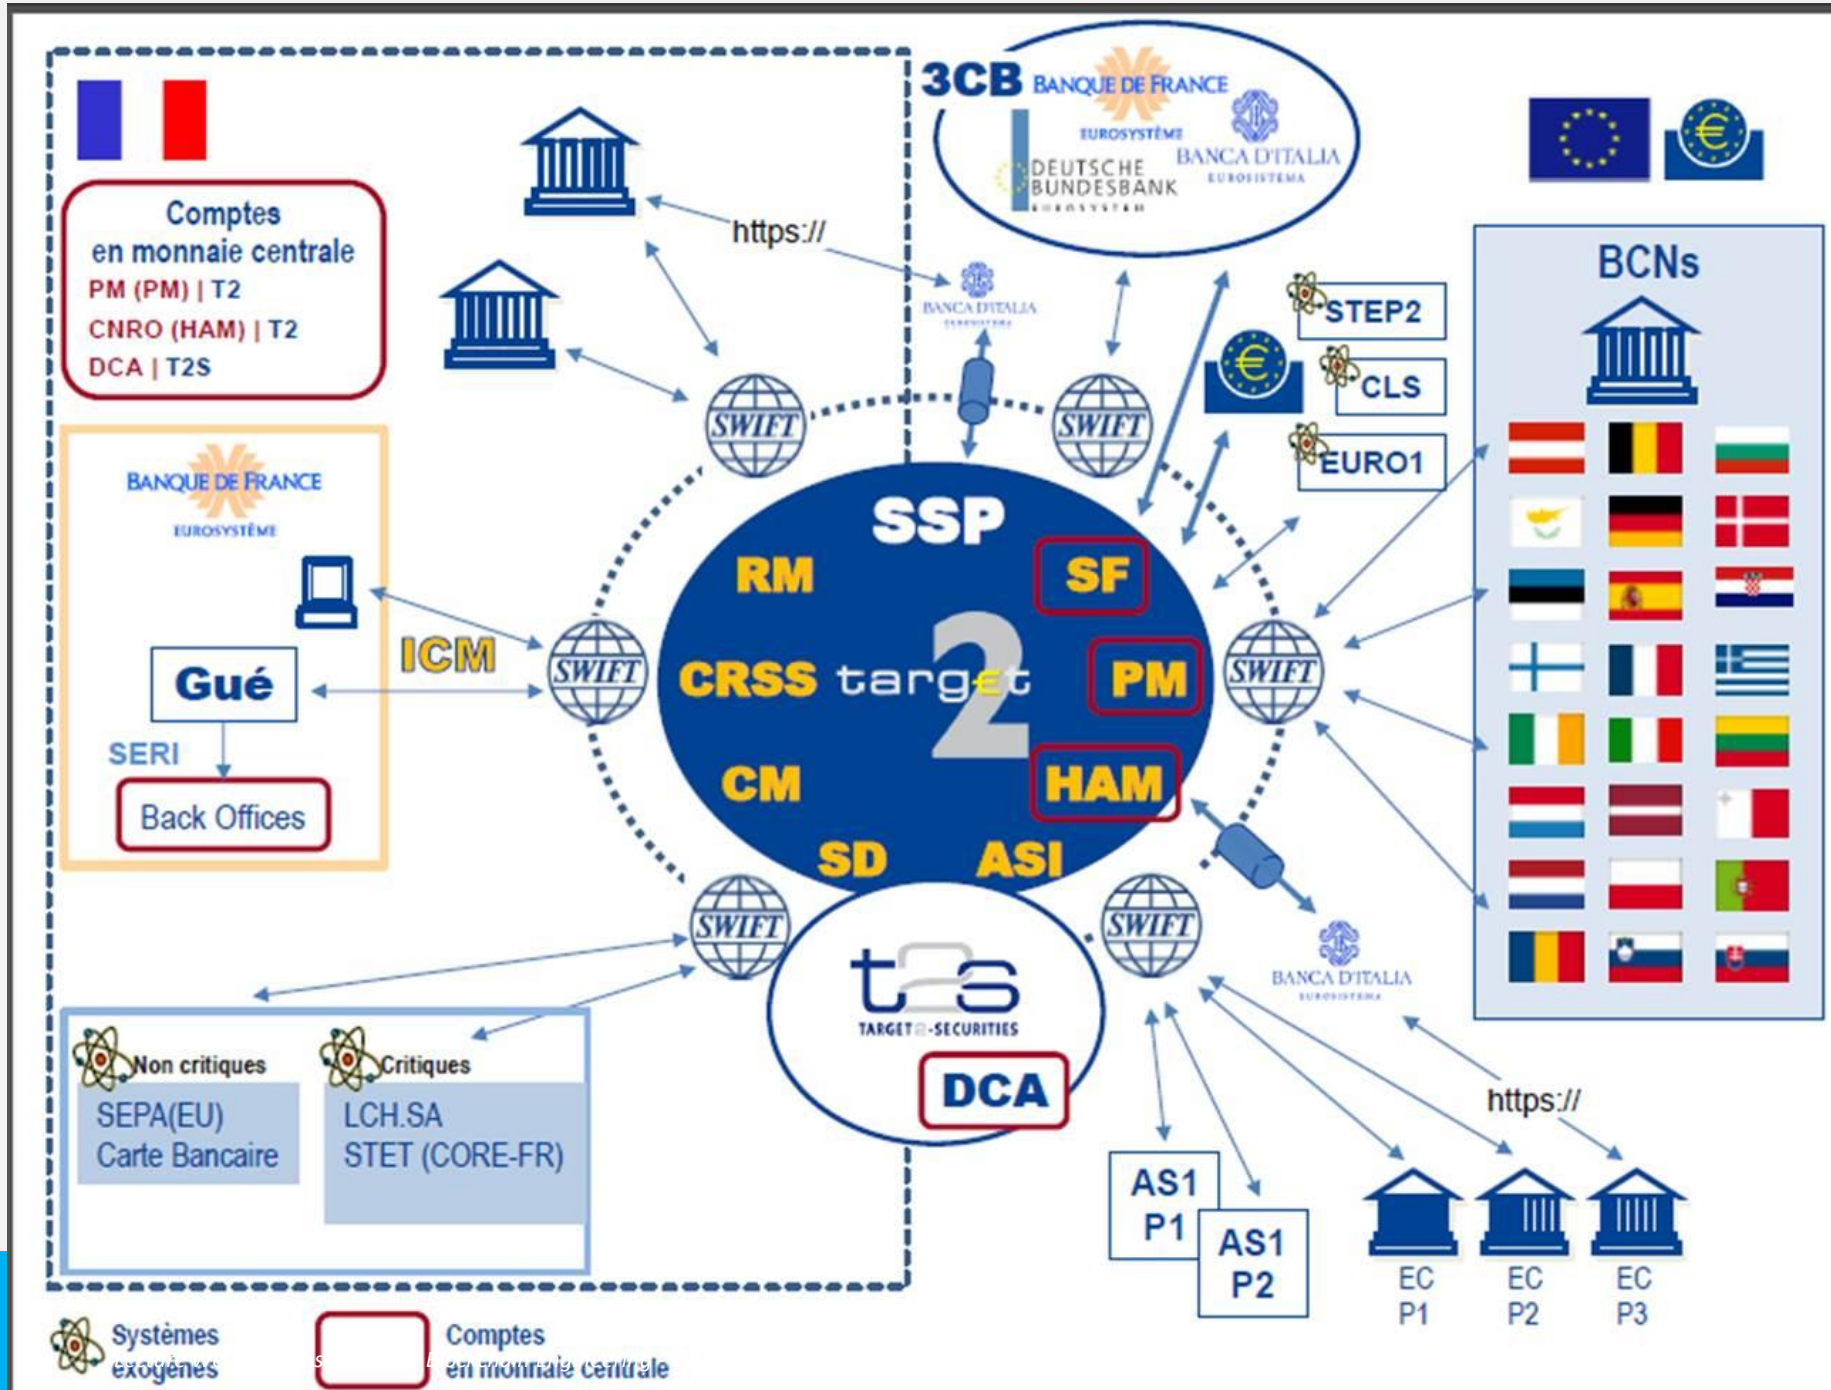 3CB
BANQUE DE FRANCE
EUROSYSTÈME
BANCA D'ITALIA
EUROSISTEMA
DEUTSCHE
BUNDESBANK
EUROSYSTEM
Comptes
en monnaie centrale
PM (PM) | T2
CNRO (HAM) | T2
DCA | T2S
https://
BANCA D'ITALIA
EUROSISTEMA
STEP2
CLS
EURO1
BCNs
SWIFT
SWIFT
BANQUE DE FRANCE
EUROSYSTÈME
ICM
Gué
SERI
Back Offices
SWIFT
SWIFT
SSP
RM
SF
CRSS
target
2
PM
CM
HAM
SD
ASI
SWIFT
SWIFT
t2s
TARGET2-SECURITIES
DCA
BANCA D'ITALIA
EUROSISTEMA
https://
Non critiques
SEPA(EU)
Carte Bancaire
Critiques
LCH.SA
STET (CORE-FR)
AS1
P1
AS1
P2
EC
P1
EC
P2
EC
P3
Systèmes
exogènes
Comptes
en monnaie centrale